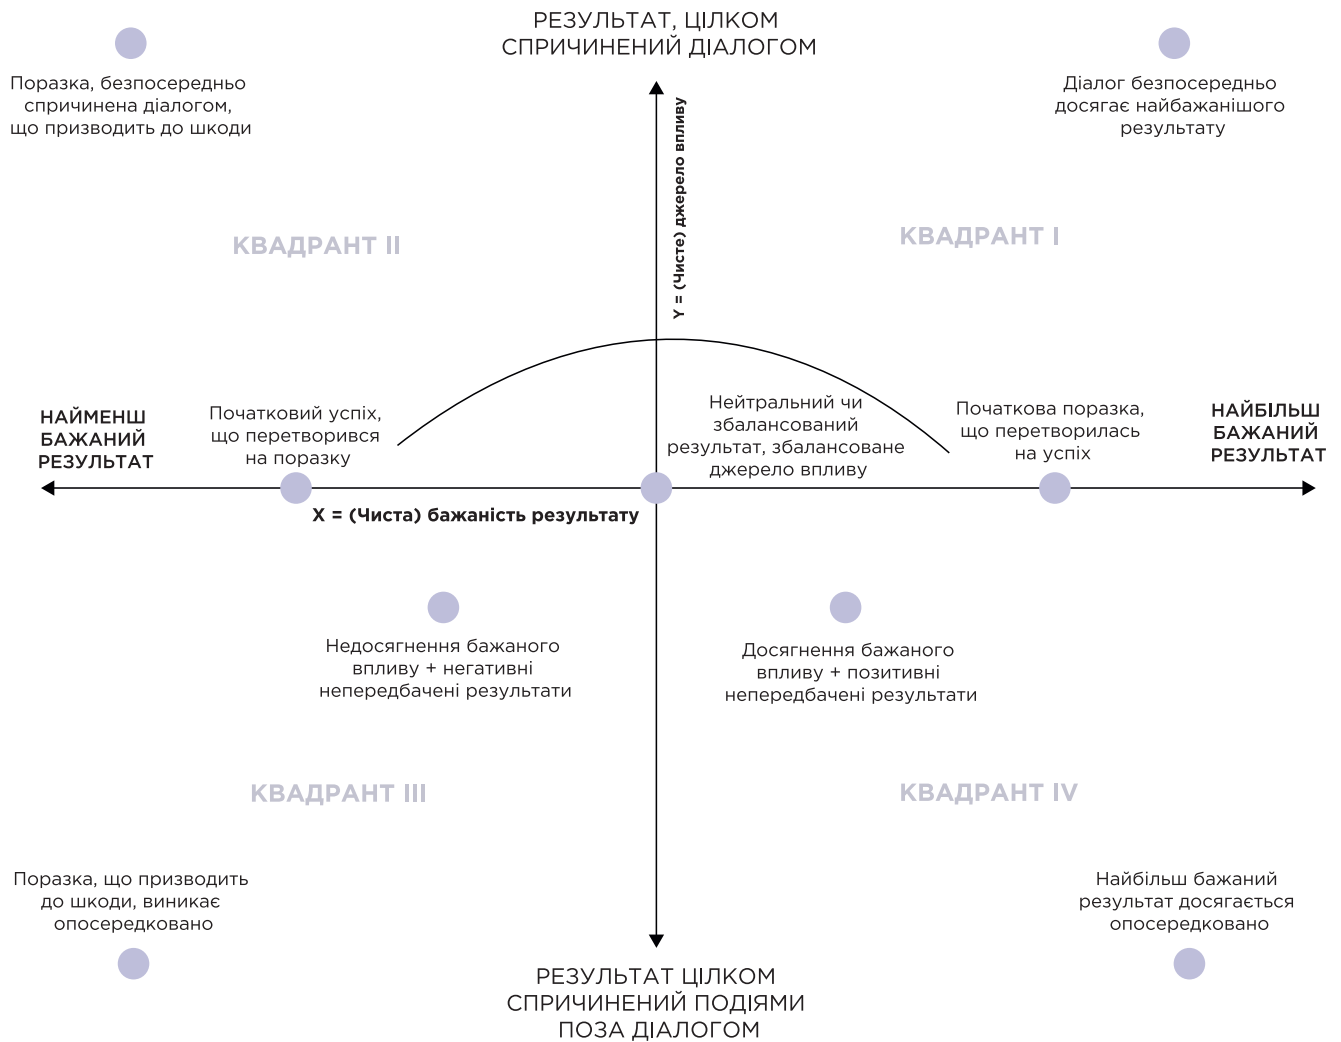 РЕЗУЛЬТАТ, ЦІЛКОМ
СПРИЧИНЕНИЙ ДІАЛОГОМ
Поразка, безпосередньо
спричинена діалогом,
що призводить до шкоди
Діалог безпосередньо
досягає найбажанішого
результату
Y = (Чисте) джерело впливу
КВАДРАНТ II
КВАДРАНТ I
НАЙМЕНШ
БАЖАНИЙ
РЕЗУЛЬТАТ
Початковий успіх,
що перетворився
на поразку
Нейтральний чи
збалансований
результат, збалансоване
джерело впливу
Початкова поразка,
що перетворилась
на успіх
НАЙБІЛЬШ
БАЖАНИЙ
РЕЗУЛЬТАТ
X = (Чиста) бажаність результату
Недосягнення бажаного
впливу + негативні
непередбачені результати
Досягнення бажаного
впливу + позитивні
непередбачені результати
КВАДРАНТ III
КВАДРАНТ IV
Поразка, що призводить
до шкоди, виникає
опосередковано
Найбільш бажаний
результат досягається
опосередковано
РЕЗУЛЬТАТ ЦІЛКОМ
СПРИЧИНЕНИЙ ПОДІЯМИ
ПОЗА ДІАЛОГОМ